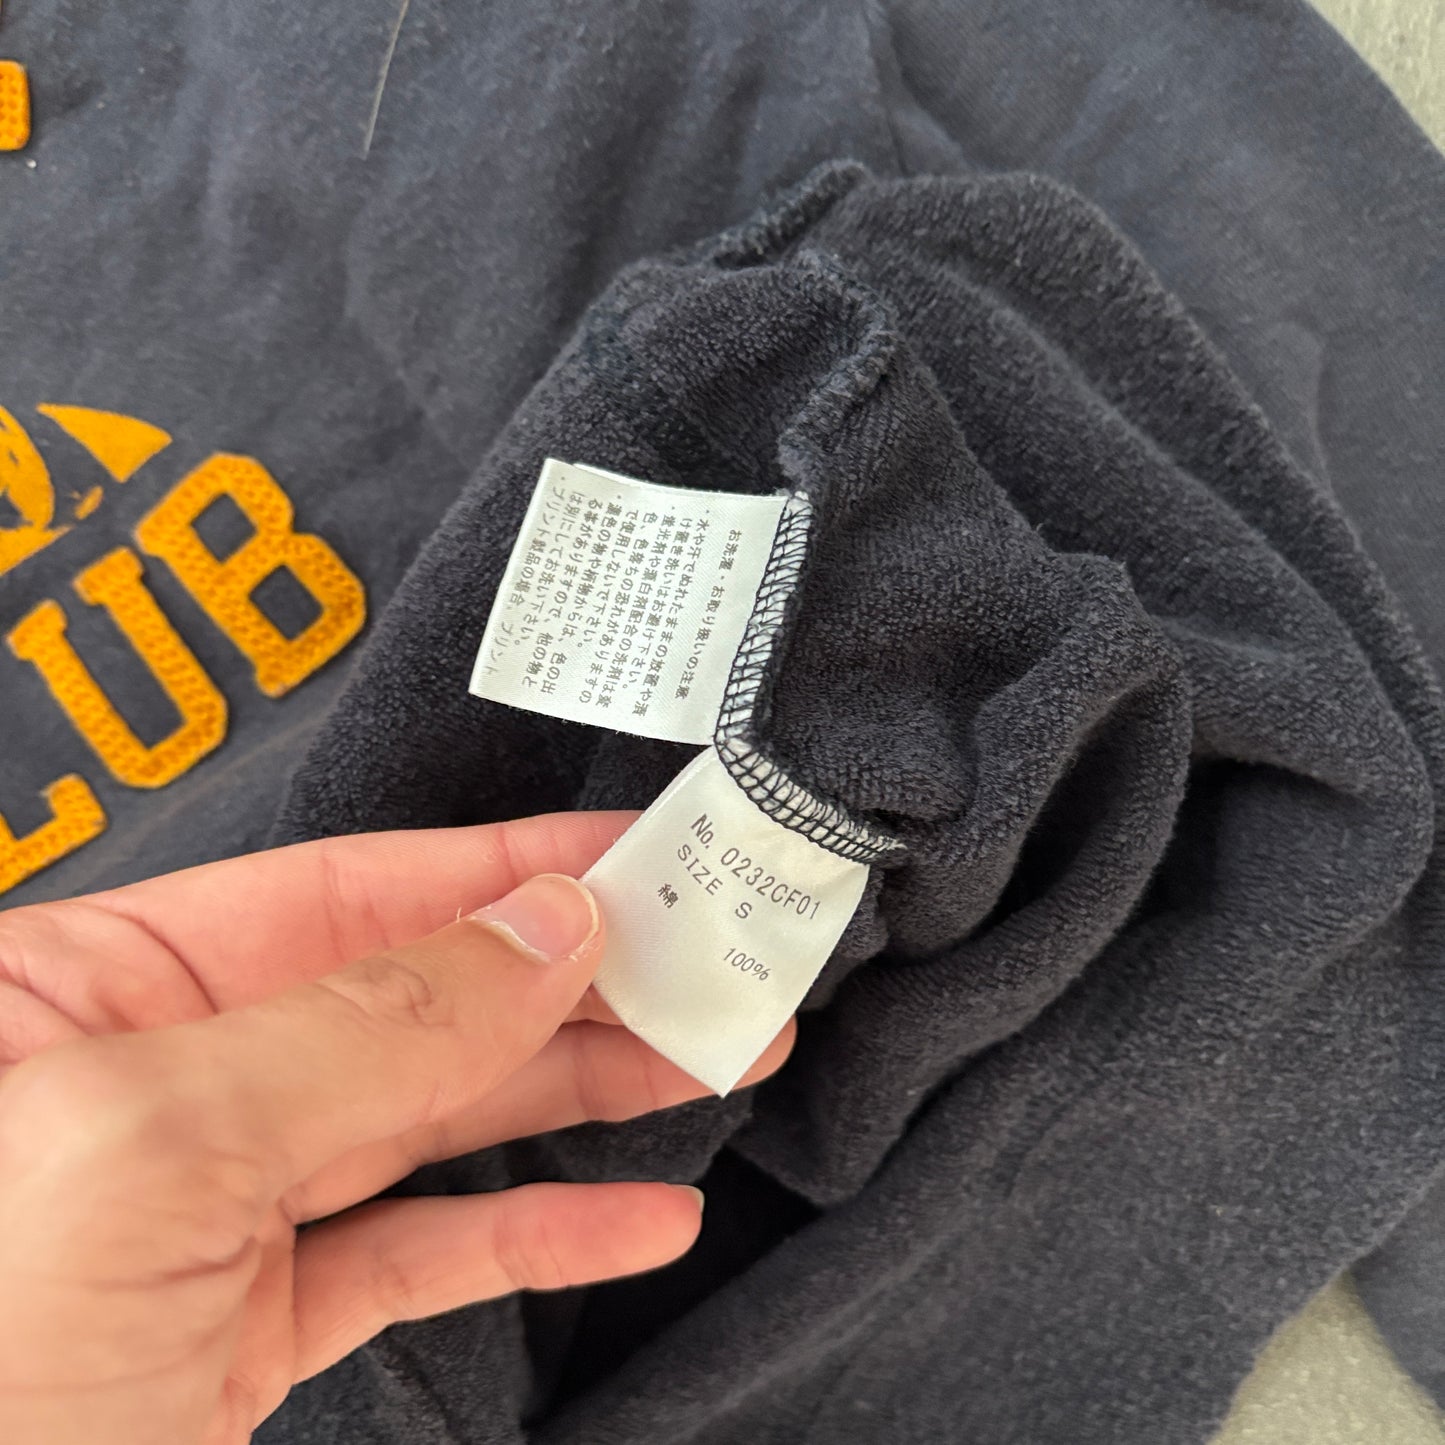 LUB
お洗濯・お取り扱いの注意
・水や汗でぬれたままの放置や漬
け置き洗いはお避け下さい。
・蛍光剤や漂白剤配合の洗剤は変
色、色落ちの恐れがありますの
で使用しないで下さい。
・濃色の物や柄物からは、色の出
る事がありますので、他の物と
は別にしてお洗い下さい。
・プリント製品の場合、プリント
No. 0232CF01
SIZE S
綿 100%